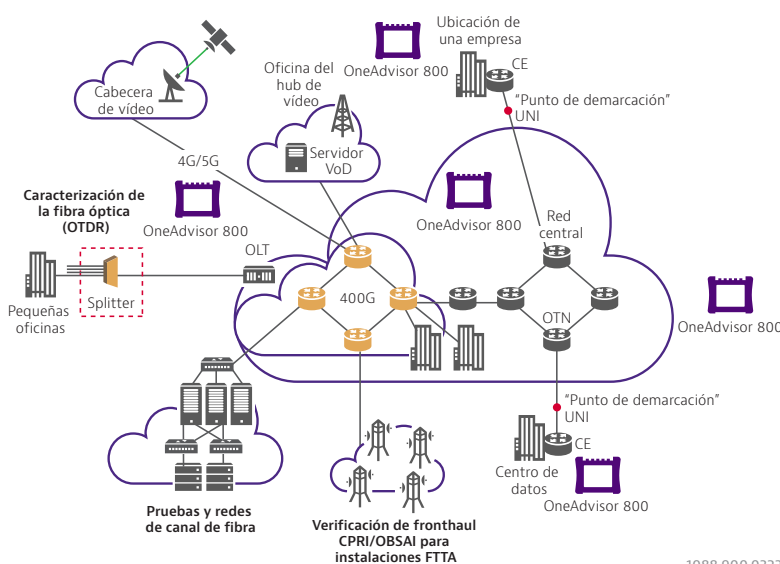 Ubicación de
una empresa
OneAdvisor 800
CE
"Punto de demarcación"
UNI
Cabecera
de vídeo
Oficina del
hub de
vídeo
Servidor
VoD
4G/5G
Caracterización de
la fibra óptica
(OTDR)
OneAdvisor 800
OneAdvisor 800
Red
central
OLT
Splitter
Pequeñas
oficinas
400G
OTN
OneAdvisor 800
"Punto de demarcación"
UNI
CE
Centro de
datos
OneAdvisor 800
Pruebas y redes
de canal de fibra
Verificación de fronthaul
CPRI/OBSAI para
instalaciones FTTA